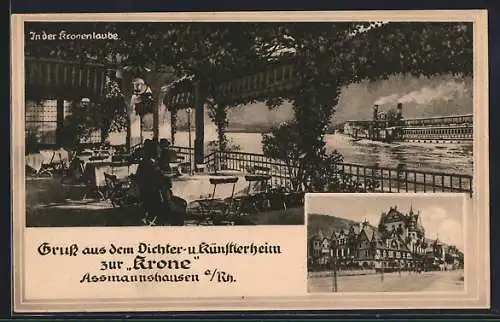 In der Kronenlaube
Gruß aus dem Dichter- u. Künstlerheim
zur „Krone"
Assmannshausen a/Rh.